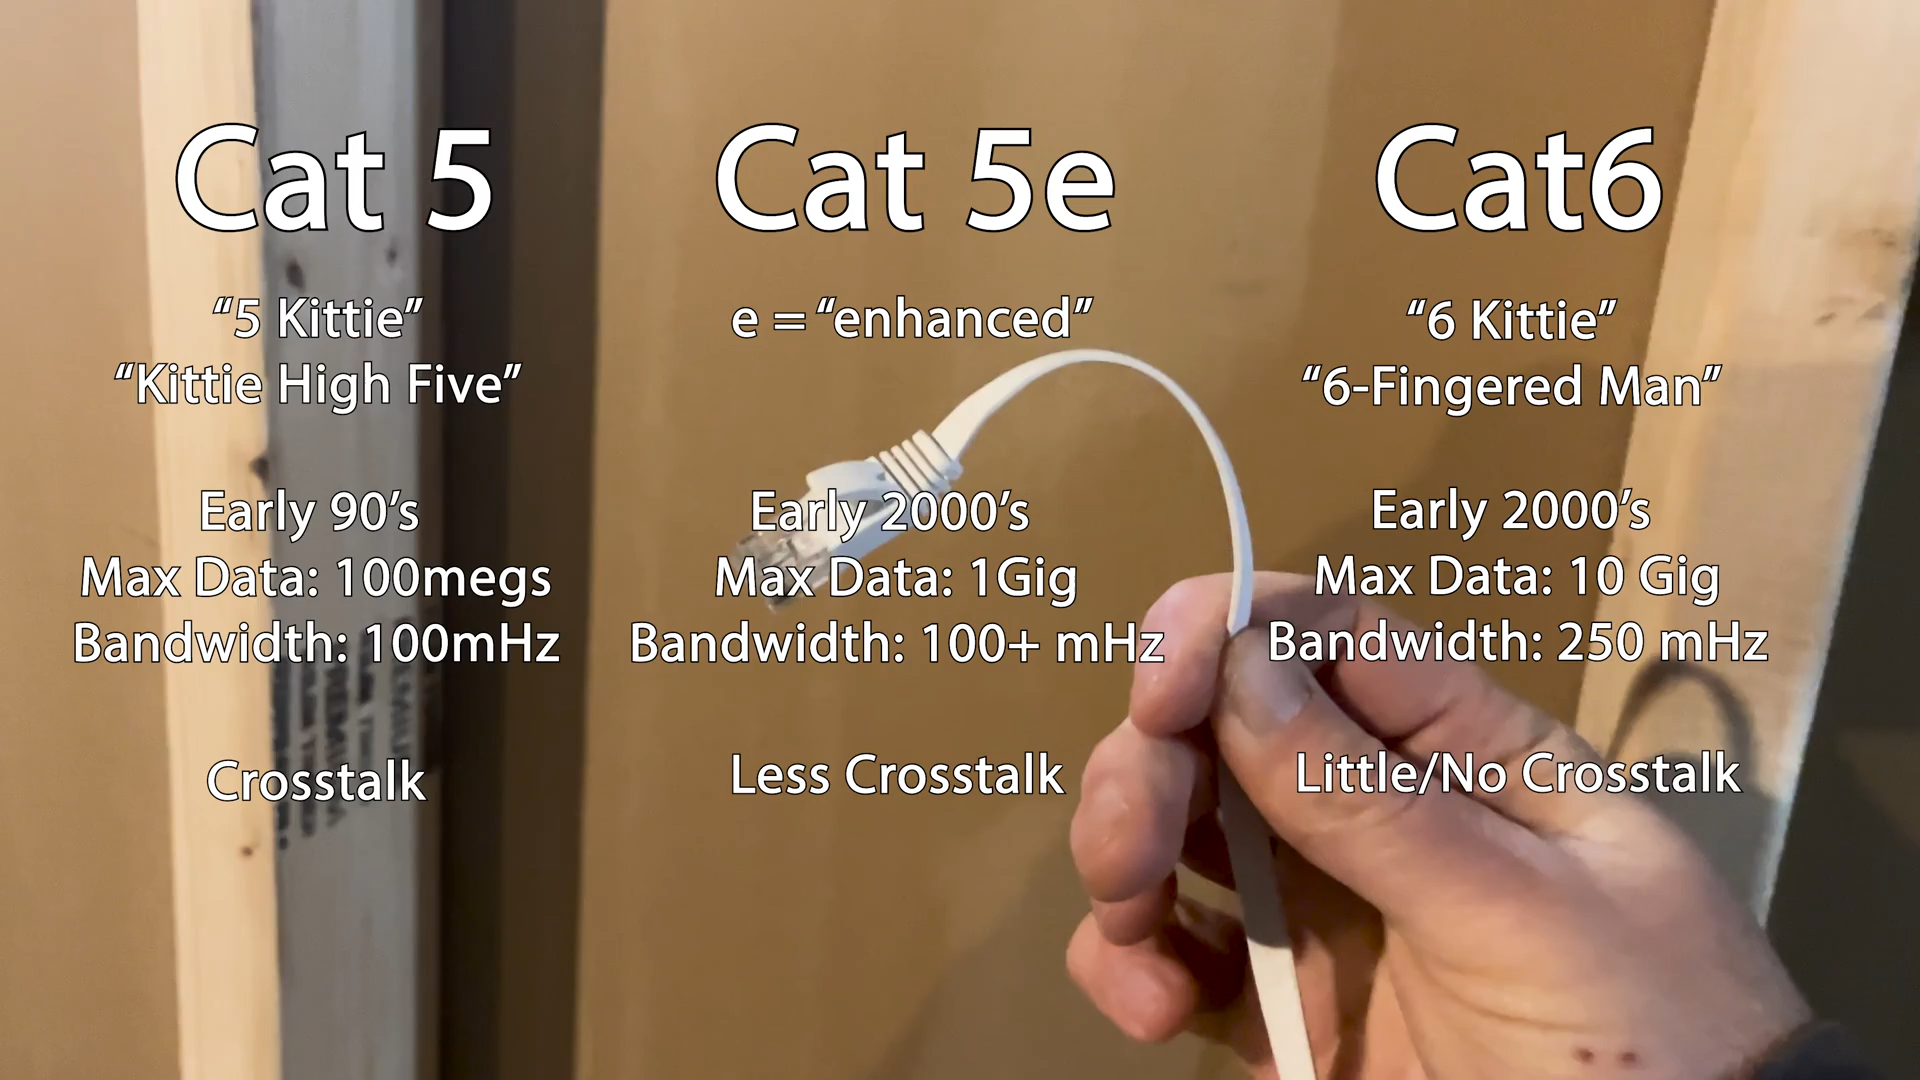 Cat 5
“5 Kittie”
“Kittie High Five”
Early 90’s
Max Data: 100megs
Bandwidth: 100mHz
Crosstalk
Cat 5e
e = “enhanced”
Early 2000’s
Max Data: 1Gig
Bandwidth: 100+ mHz
Less Crosstalk
Cat6
“6 Kittie”
“6-Fingered Man”
Early 2000’s
Max Data: 10 Gig
Bandwidth: 250 mHz
Little/No Crosstalk